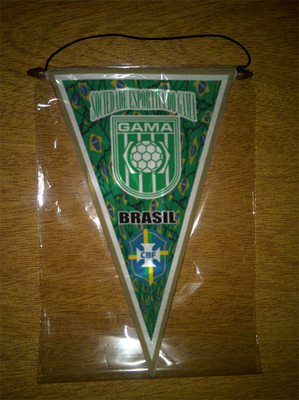 SOCIEDADE ESPORTIVA DO GAMA
GAMA
BRASIL
CBF